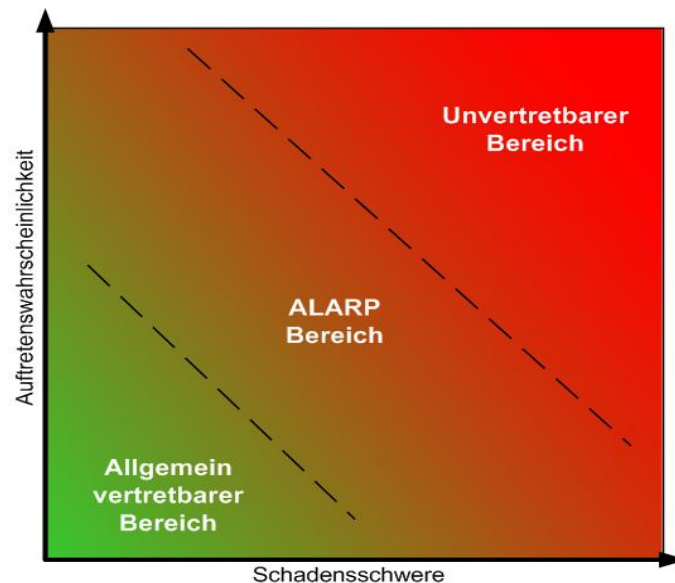 Auftretenswahrscheinlichkeit
Unvertretbarer
Bereich
ALARP
Bereich
Allgemein
vertretbarer
Bereich
Schadensschwere